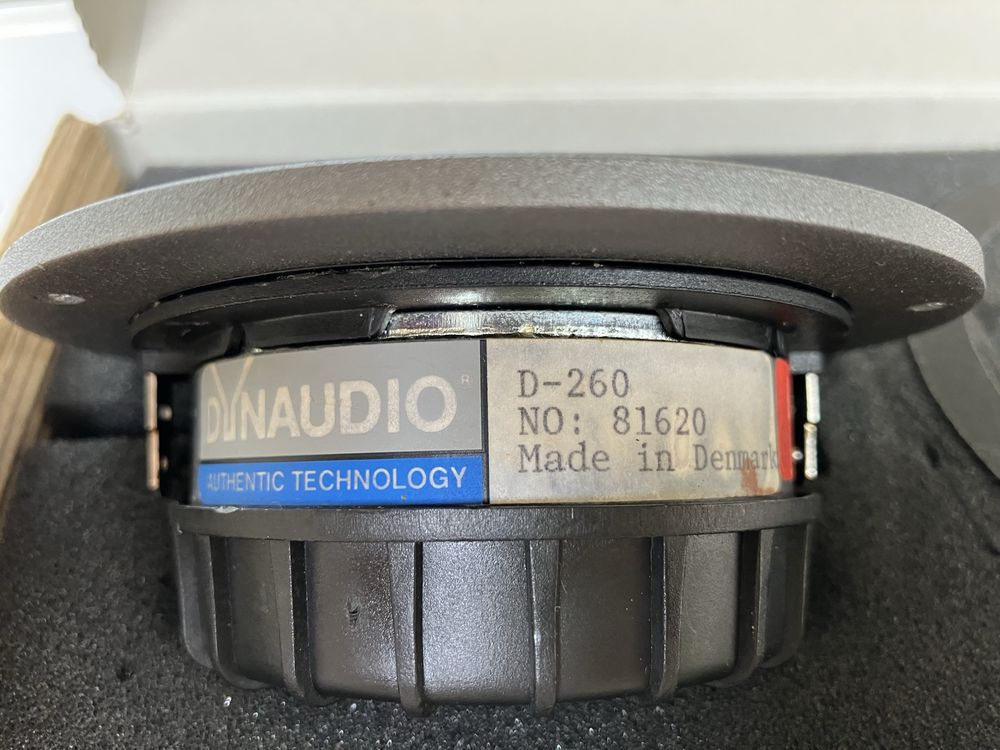 DYNAUDIO®
AUTHENTIC TECHNOLOGY
D-260
NO: 81620
Made in Denmark